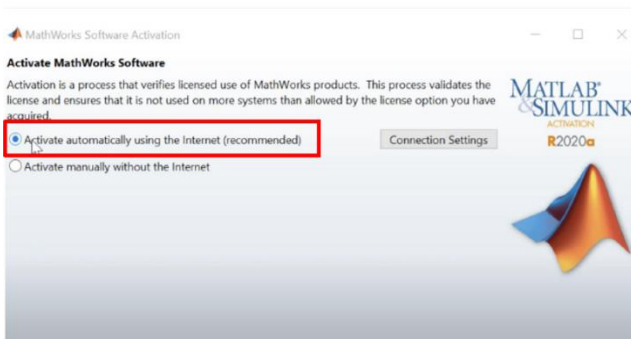 MathWorks Software Activation
Activate MathWorks Software
Activation is a process that verifies licensed use of MathWorks products. This process validates the
license and ensures that it is not used on more systems than allowed by the license option you have
acquired.
MATLAB®
&SIMULINK
ACTIVATION
R2020a
Activate automatically using the Internet (recommended)
Connection Settings
Activate manually without the Internet